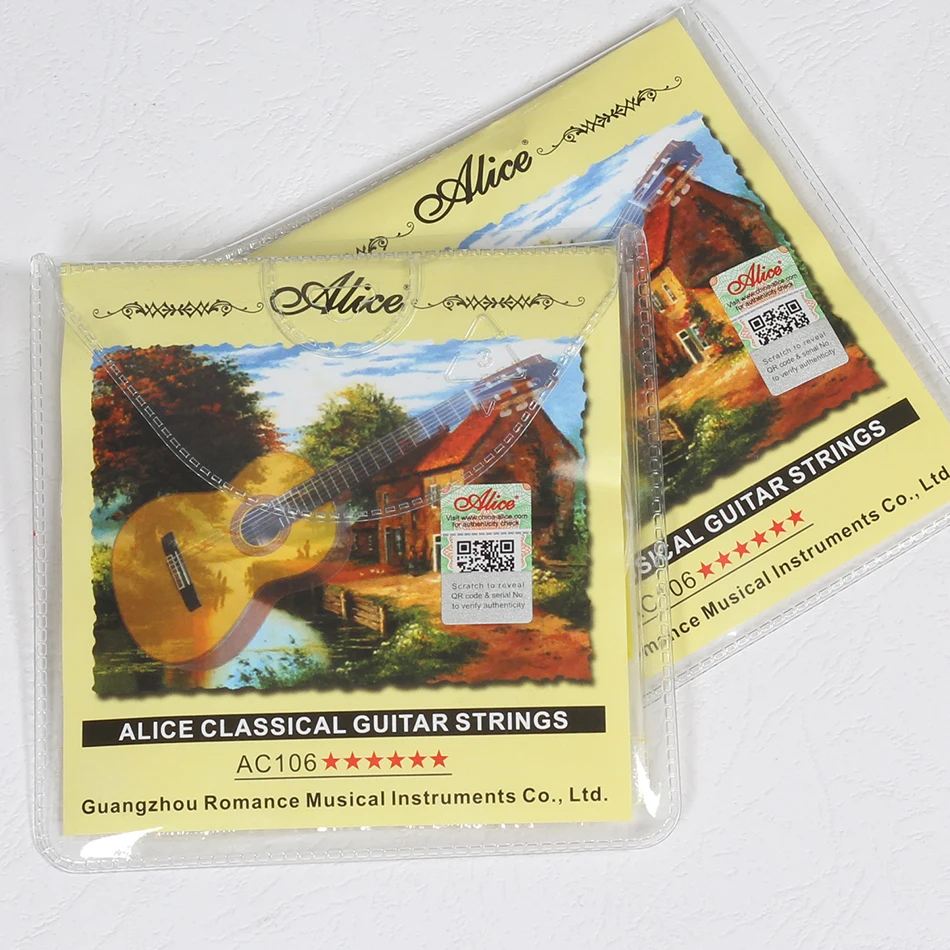 Alice®
Alice®
Visit www.china-alice.com
for authenticity check
Scratch to reveal
QR code & serial No
to verify authenticity
ALICE CLASSICAL GUITAR STRINGS
AC106★★★★★★
Guangzhou Romance Musical Instruments Co., Ltd.
Alice®
Alice®
Visit www.china-alice.com
for authenticity check
Scratch to reveal
QR code & serial No
to verify authenticity
GUITAR STRINGS
106★★★★★★
Musical Instruments Co., Ltd